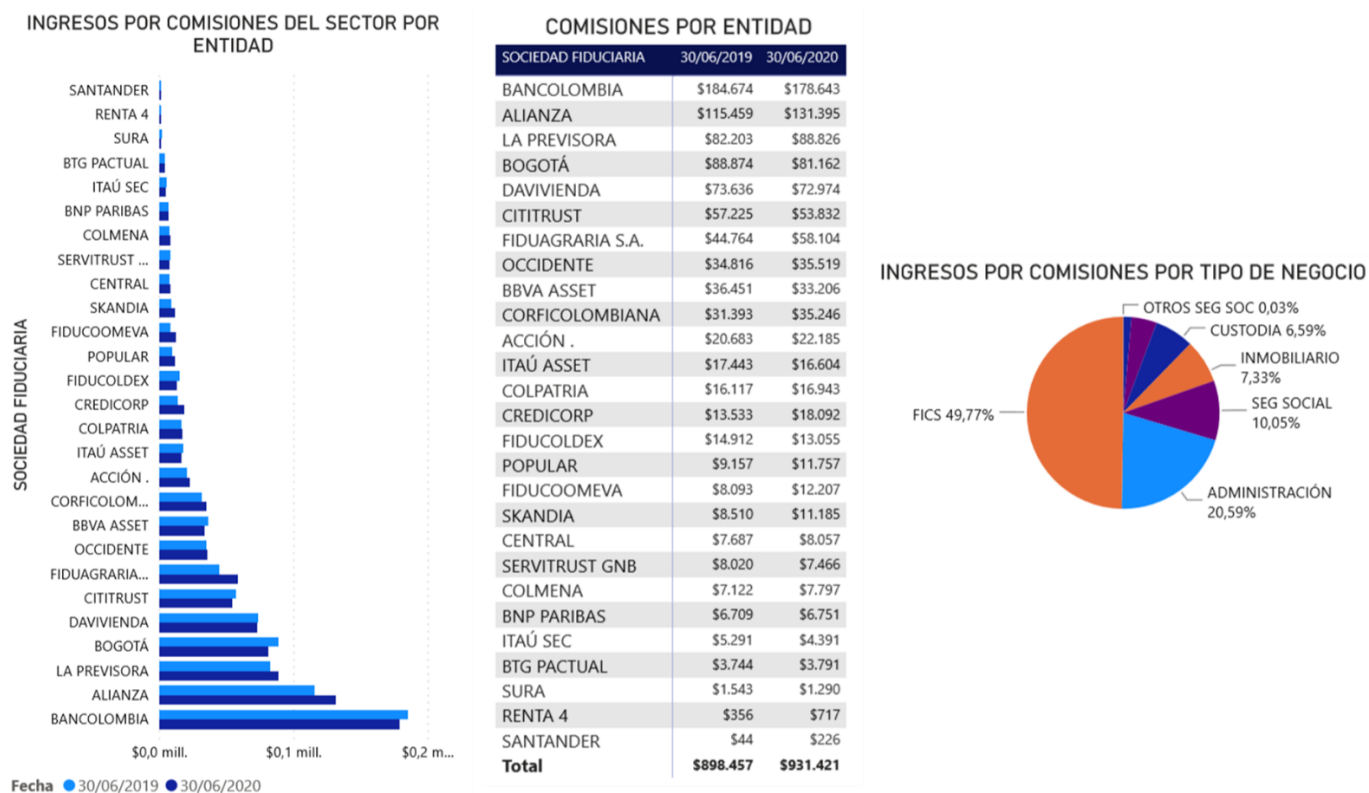 INGRESOS POR COMISIONES DEL SECTOR POR
ENTIDAD
SOCIEDAD FIDUCIARIA
SANTANDER
RENTA 4
SURA
BTG PACTUAL
ITAÚ SEC
BNP PARIBAS
COLMENA
SERVITRUST ...
CENTRAL
SKANDIA
FIDUCOOMEVA
POPULAR
FIDUCOLDEX
CREDICORP
COLPATRIA
ITAÚ ASSET
ACCIÓN .
CORFICOLOM...
BBVA ASSET
OCCIDENTE
FIDUAGRARIA...
CITITRUST
DAVIVIENDA
BOGOTÁ
LA PREVISORA
ALIANZA
BANCOLOMBIA
$0,0 mill. $0,1 mill. $0,2 m...
Fecha 30/06/2019 30/06/2020
COMISIONES POR ENTIDAD
SOCIEDAD FIDUCIARIA 30/06/2019 30/06/2020
BANCOLOMBIA $184.674 $178.643
ALIANZA $115.459 $131.395
LA PREVISORA $82.203 $88.826
BOGOTÁ $88.874 $81.162
DAVIVIENDA $73.636 $72.974
CITITRUST $57.225 $53.832
FIDUAGRARIA S.A. $44.764 $58.104
OCCIDENTE $34.816 $35.519
BBVA ASSET $36.451 $33.206
CORFICOLOMBIANA $31.393 $35.246
ACCIÓN . $20.683 $22.185
ITAÚ ASSET $17.443 $16.604
COLPATRIA $16.117 $16.943
CREDICORP $13.533 $18.092
FIDUCOLDEX $14.912 $13.055
POPULAR $9.157 $11.757
FIDUCOOMEVA $8.093 $12.207
SKANDIA $8.510 $11.185
CENTRAL $7.687 $8.057
SERVITRUST GNB $8.020 $7.466
COLMENA $7.122 $7.797
BNP PARIBAS $6.709 $6.751
ITAÚ SEC $5.291 $4.391
BTG PACTUAL $3.744 $3.791
SURA $1.543 $1.290
RENTA 4 $356 $717
SANTANDER $44 $226
Total $898.457 $931.421
INGRESOS POR COMISIONES POR TIPO DE NEGOCIO
OTROS SEG SOC 0,03%
CUSTODIA 6,59%
INMOBILIARIO
7,33%
SEG SOCIAL
10,05%
ADMINISTRACIÓN
20,59%
FICS 49,77%